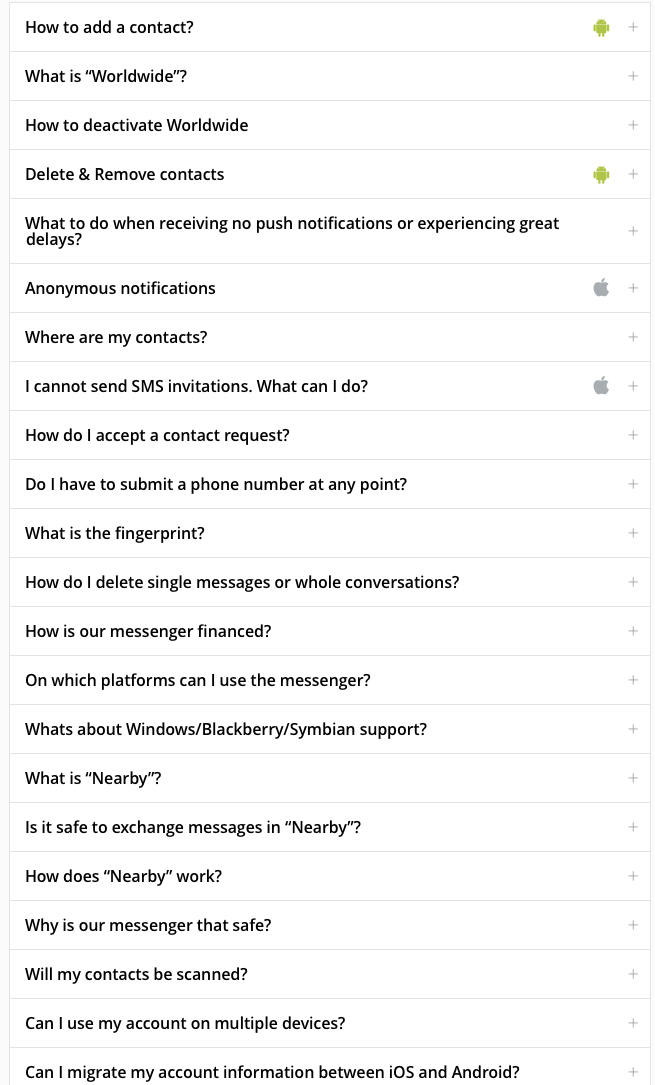 How to add a contact?
What is “Worldwide”?
How to deactivate Worldwide
Delete & Remove contacts
What to do when receiving no push notifications or experiencing great
delays?
Anonymous notifications
Where are my contacts?
I cannot send SMS invitations. What can I do?
How do I accept a contact request?
Do I have to submit a phone number at any point?
What is the fingerprint?
How do I delete single messages or whole conversations?
How is our messenger financed?
On which platforms can I use the messenger?
Whats about Windows/Blackberry/Symbian support?
What is “Nearby”?
Is it safe to exchange messages in “Nearby”?
How does “Nearby” work?
Why is our messenger that safe?
Will my contacts be scanned?
Can I use my account on multiple devices?
Can I migrate my account information between iOS and Android?